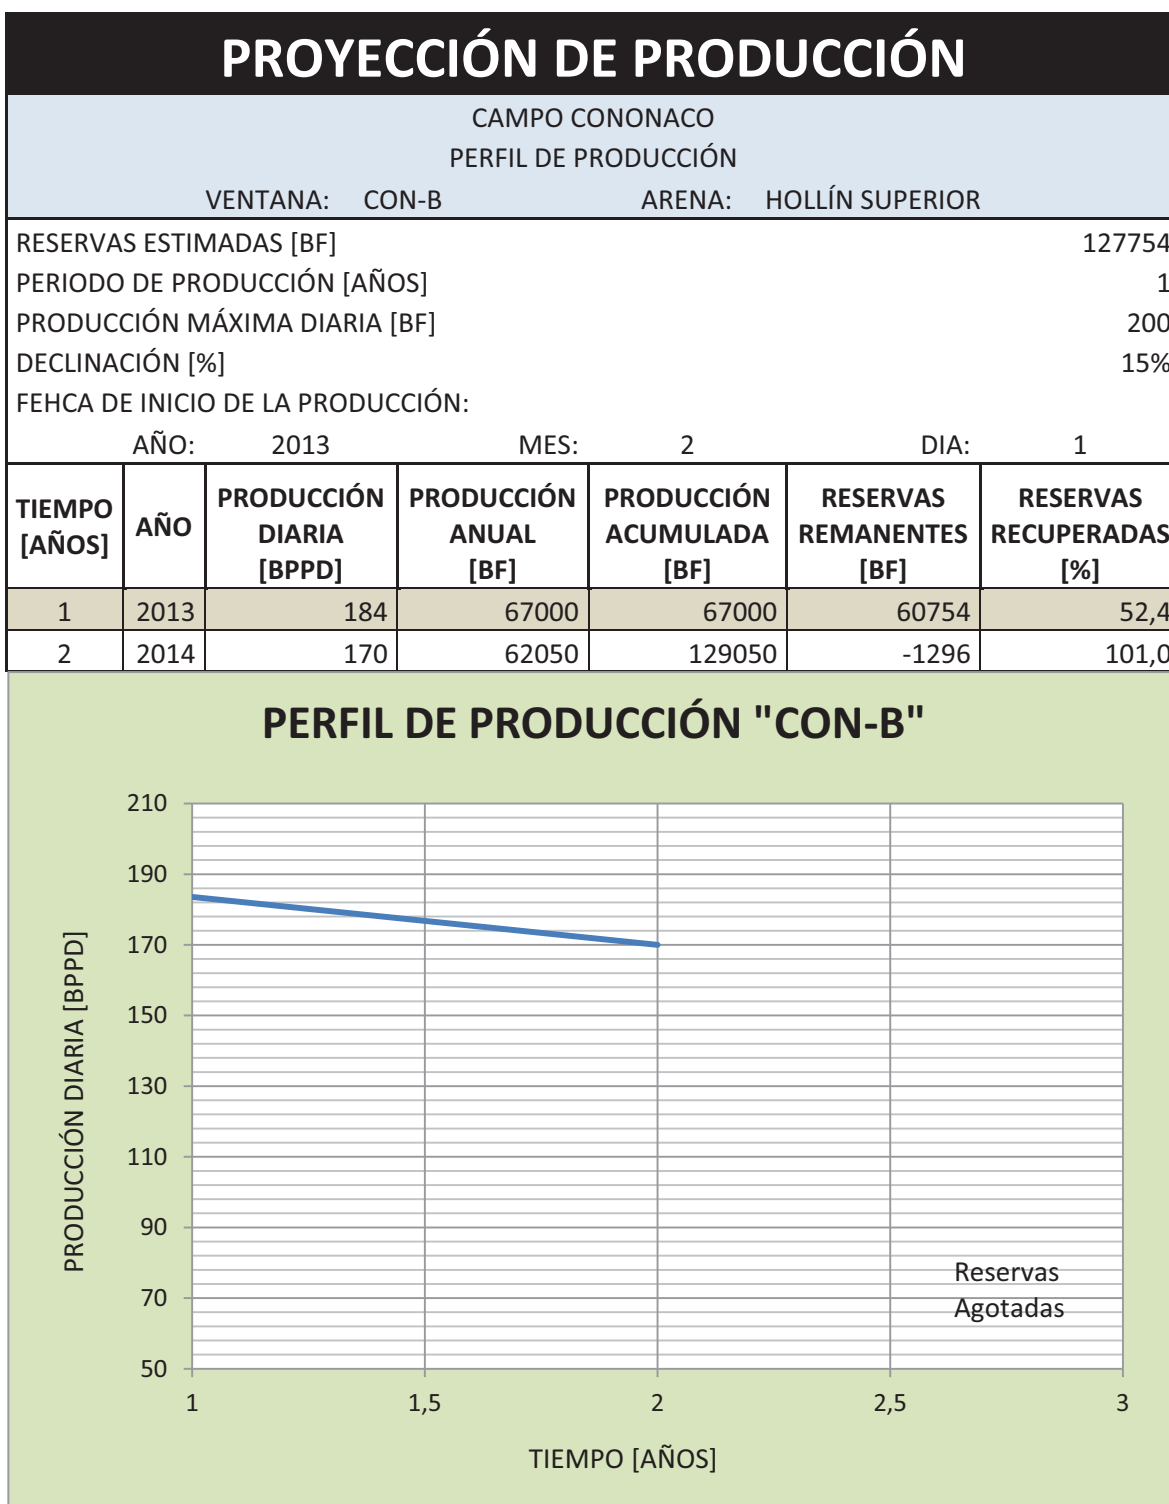 PROYECCIÓN DE PRODUCCIÓN
CAMPO CONONACO
PERFIL DE PRODUCCIÓN
VENTANA: CON-B ARENA: HOLLÍN SUPERIOR
RESERVAS ESTIMADAS [BF] 127754
PERIODO DE PRODUCCIÓN [AÑOS] 1
PRODUCCIÓN MÁXIMA DIARIA [BF] 200
DECLINACIÓN [%] 15%
FEHCA DE INICIO DE LA PRODUCCIÓN:
AÑO: 2013 MES: 2 DIA: 1
TIEMPO [AÑOS] AÑO PRODUCCIÓN DIARIA [BPPD] PRODUCCIÓN ANUAL [BF] PRODUCCIÓN ACUMULADA [BF] RESERVAS REMANENTES [BF] RESERVAS RECUPERADAS [%]
1 2013 184 67000 67000 60754 52,4
2 2014 170 62050 129050 -1296 101,0
PERFIL DE PRODUCCIÓN "CON-B"
PRODUCCIÓN DIARIA [BPPD]
210
190
170
150
130
110
90
70
50
Reservas
Agotadas
1 1,5 2 2,5 3
TIEMPO [AÑOS]